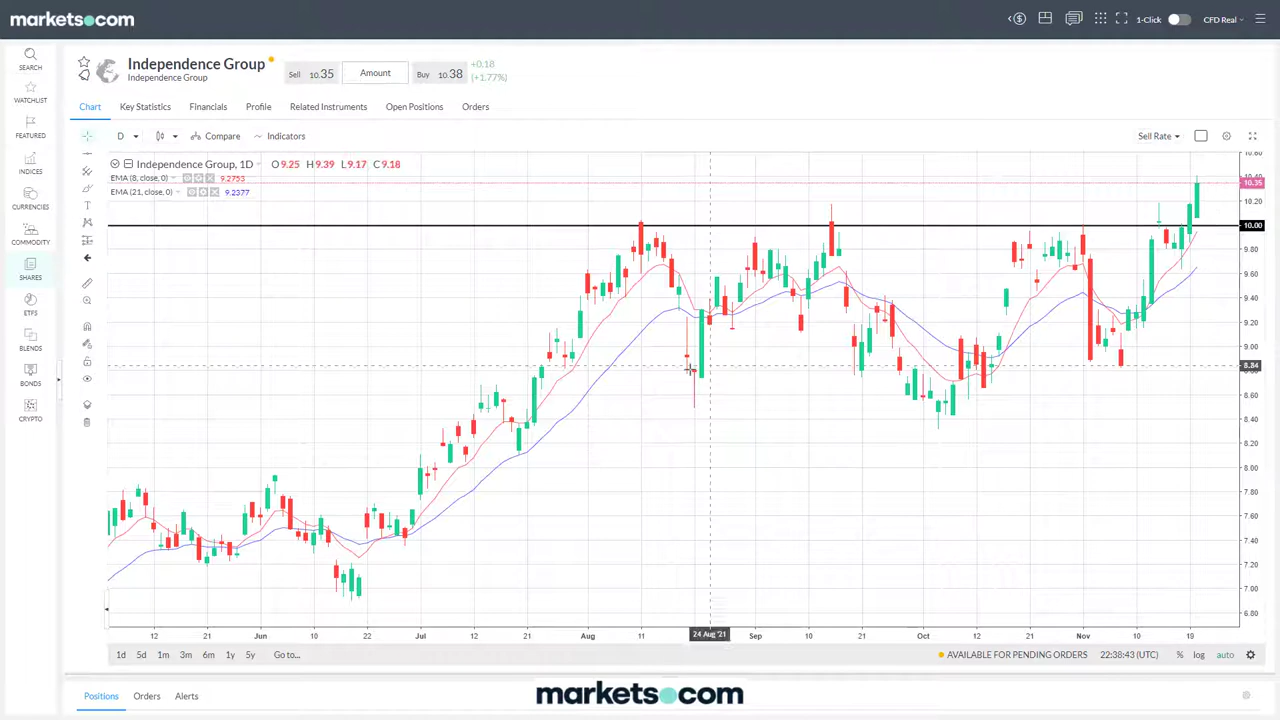 markets.com
1-Click
CFD Real
SEARCH
WATCHLIST
FEATURED
INDICES
CURRENCIES
COMMODITY
SHARES
ETFS
BLENDS
BONDS
CRYPTO
Independence Group
Independence Group
Sell 10.35
Amount
Buy 10.38
+0.18
(+1.77%)
Chart
Key Statistics
Financials
Profile
Related Instruments
Open Positions
Orders
D
Compare
Indicators
Sell Rate
Independence Group, 1D
O 9.25 H 9.39 L 9.17 C 9.18
EMA (8, close, 0) 9.2753
EMA (21, close, 0) 9.2377
10.60
10.40
10.35
10.20
10.00
9.80
9.60
9.40
9.20
9.00
8.84
8.60
8.40
8.20
8.00
7.80
7.60
7.40
7.20
7.00
6.80
12 21 Jun 10 22 Jul 12 21 Aug 11 24 Aug '21 Sep 10 21 Oct 12 21 Nov 10 19
1d 5d 1m 3m 6m 1y 5y Go to...
AVAILABLE FOR PENDING ORDERS
22:38:43 (UTC)
% log auto
Positions
Orders
Alerts
markets.com